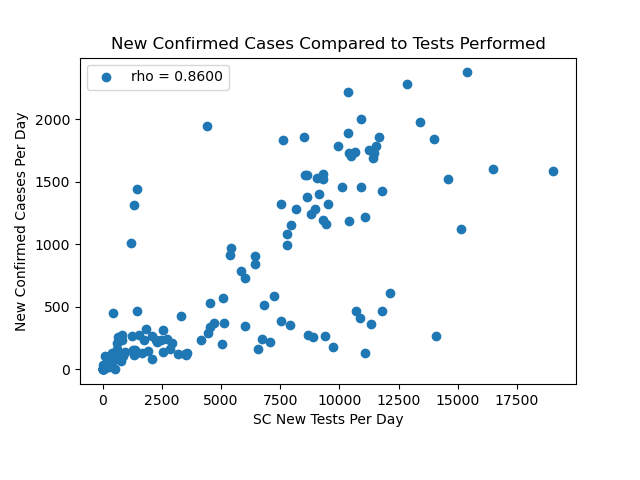 New Confirmed Cases Compared to Tests Performed
rho = 0.8600
New Confirmed Caeses Per Day
2000
1500
1000
500
0
0 2500 5000 7500 10000 12500 15000 17500
SC New Tests Per Day